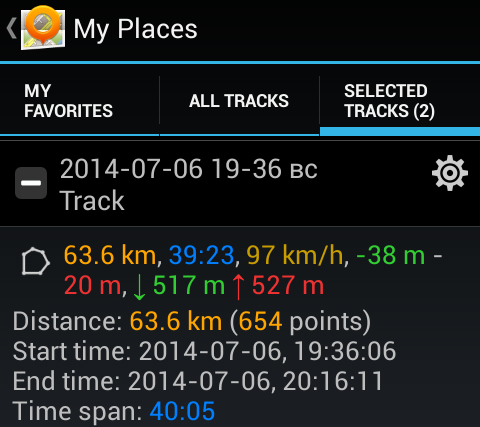 My Places
MY
FAVORITES
ALL TRACKS
SELECTED
TRACKS (2)
2014-07-06 19-36 вс
Track
63.6 km, 39:23, 97 km/h, -38 m -
20 m, ↓ 517 m ↑ 527 m
Distance: 63.6 km (654 points)
Start time: 2014-07-06, 19:36:06
End time: 2014-07-06, 20:16:11
Time span: 40:05